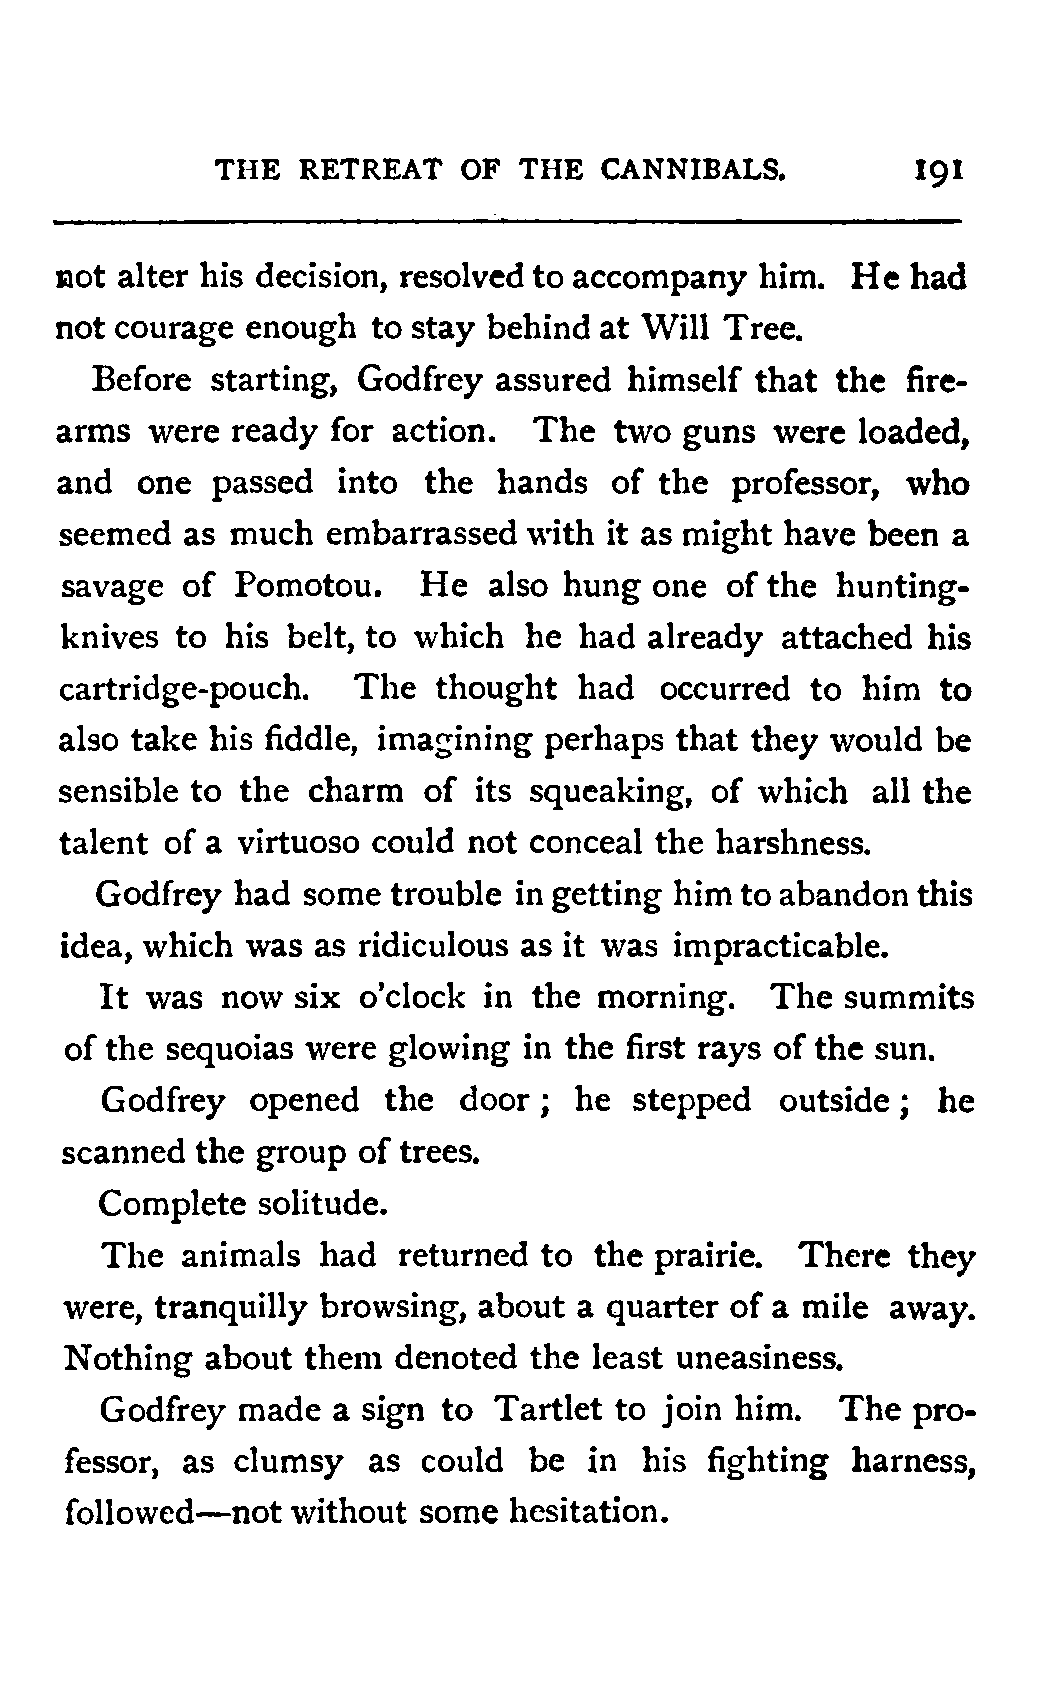 THE RETREAT OF THE CANNIBALS. 191
not alter his decision, resolved to accompany him. He had
not courage enough to stay behind at Will Tree.
Before starting, Godfrey assured himself that the fire-
arms were ready for action. The two guns were loaded,
and one passed into the hands of the professor, who
seemed as much embarrassed with it as might have been a
savage of Pomotou. He also hung one of the hunting-
knives to his belt, to which he had already attached his
cartridge-pouch. The thought had occurred to him to
also take his fiddle, imagining perhaps that they would be
sensible to the charm of its squeaking, of which all the
talent of a virtuoso could not conceal the harshness.
Godfrey had some trouble in getting him to abandon this
idea, which was as ridiculous as it was impracticable.
It was now six o'clock in the morning. The summits
of the sequoias were glowing in the first rays of the sun.
Godfrey opened the door ; he stepped outside ; he
scanned the group of trees.
Complete solitude.
The animals had returned to the prairie. There they
were, tranquilly browsing, about a quarter of a mile away.
Nothing about them denoted the least uneasiness.
Godfrey made a sign to Tartlet to join him. The pro-
fessor, as clumsy as could be in his fighting harness,
followed—not without some hesitation.